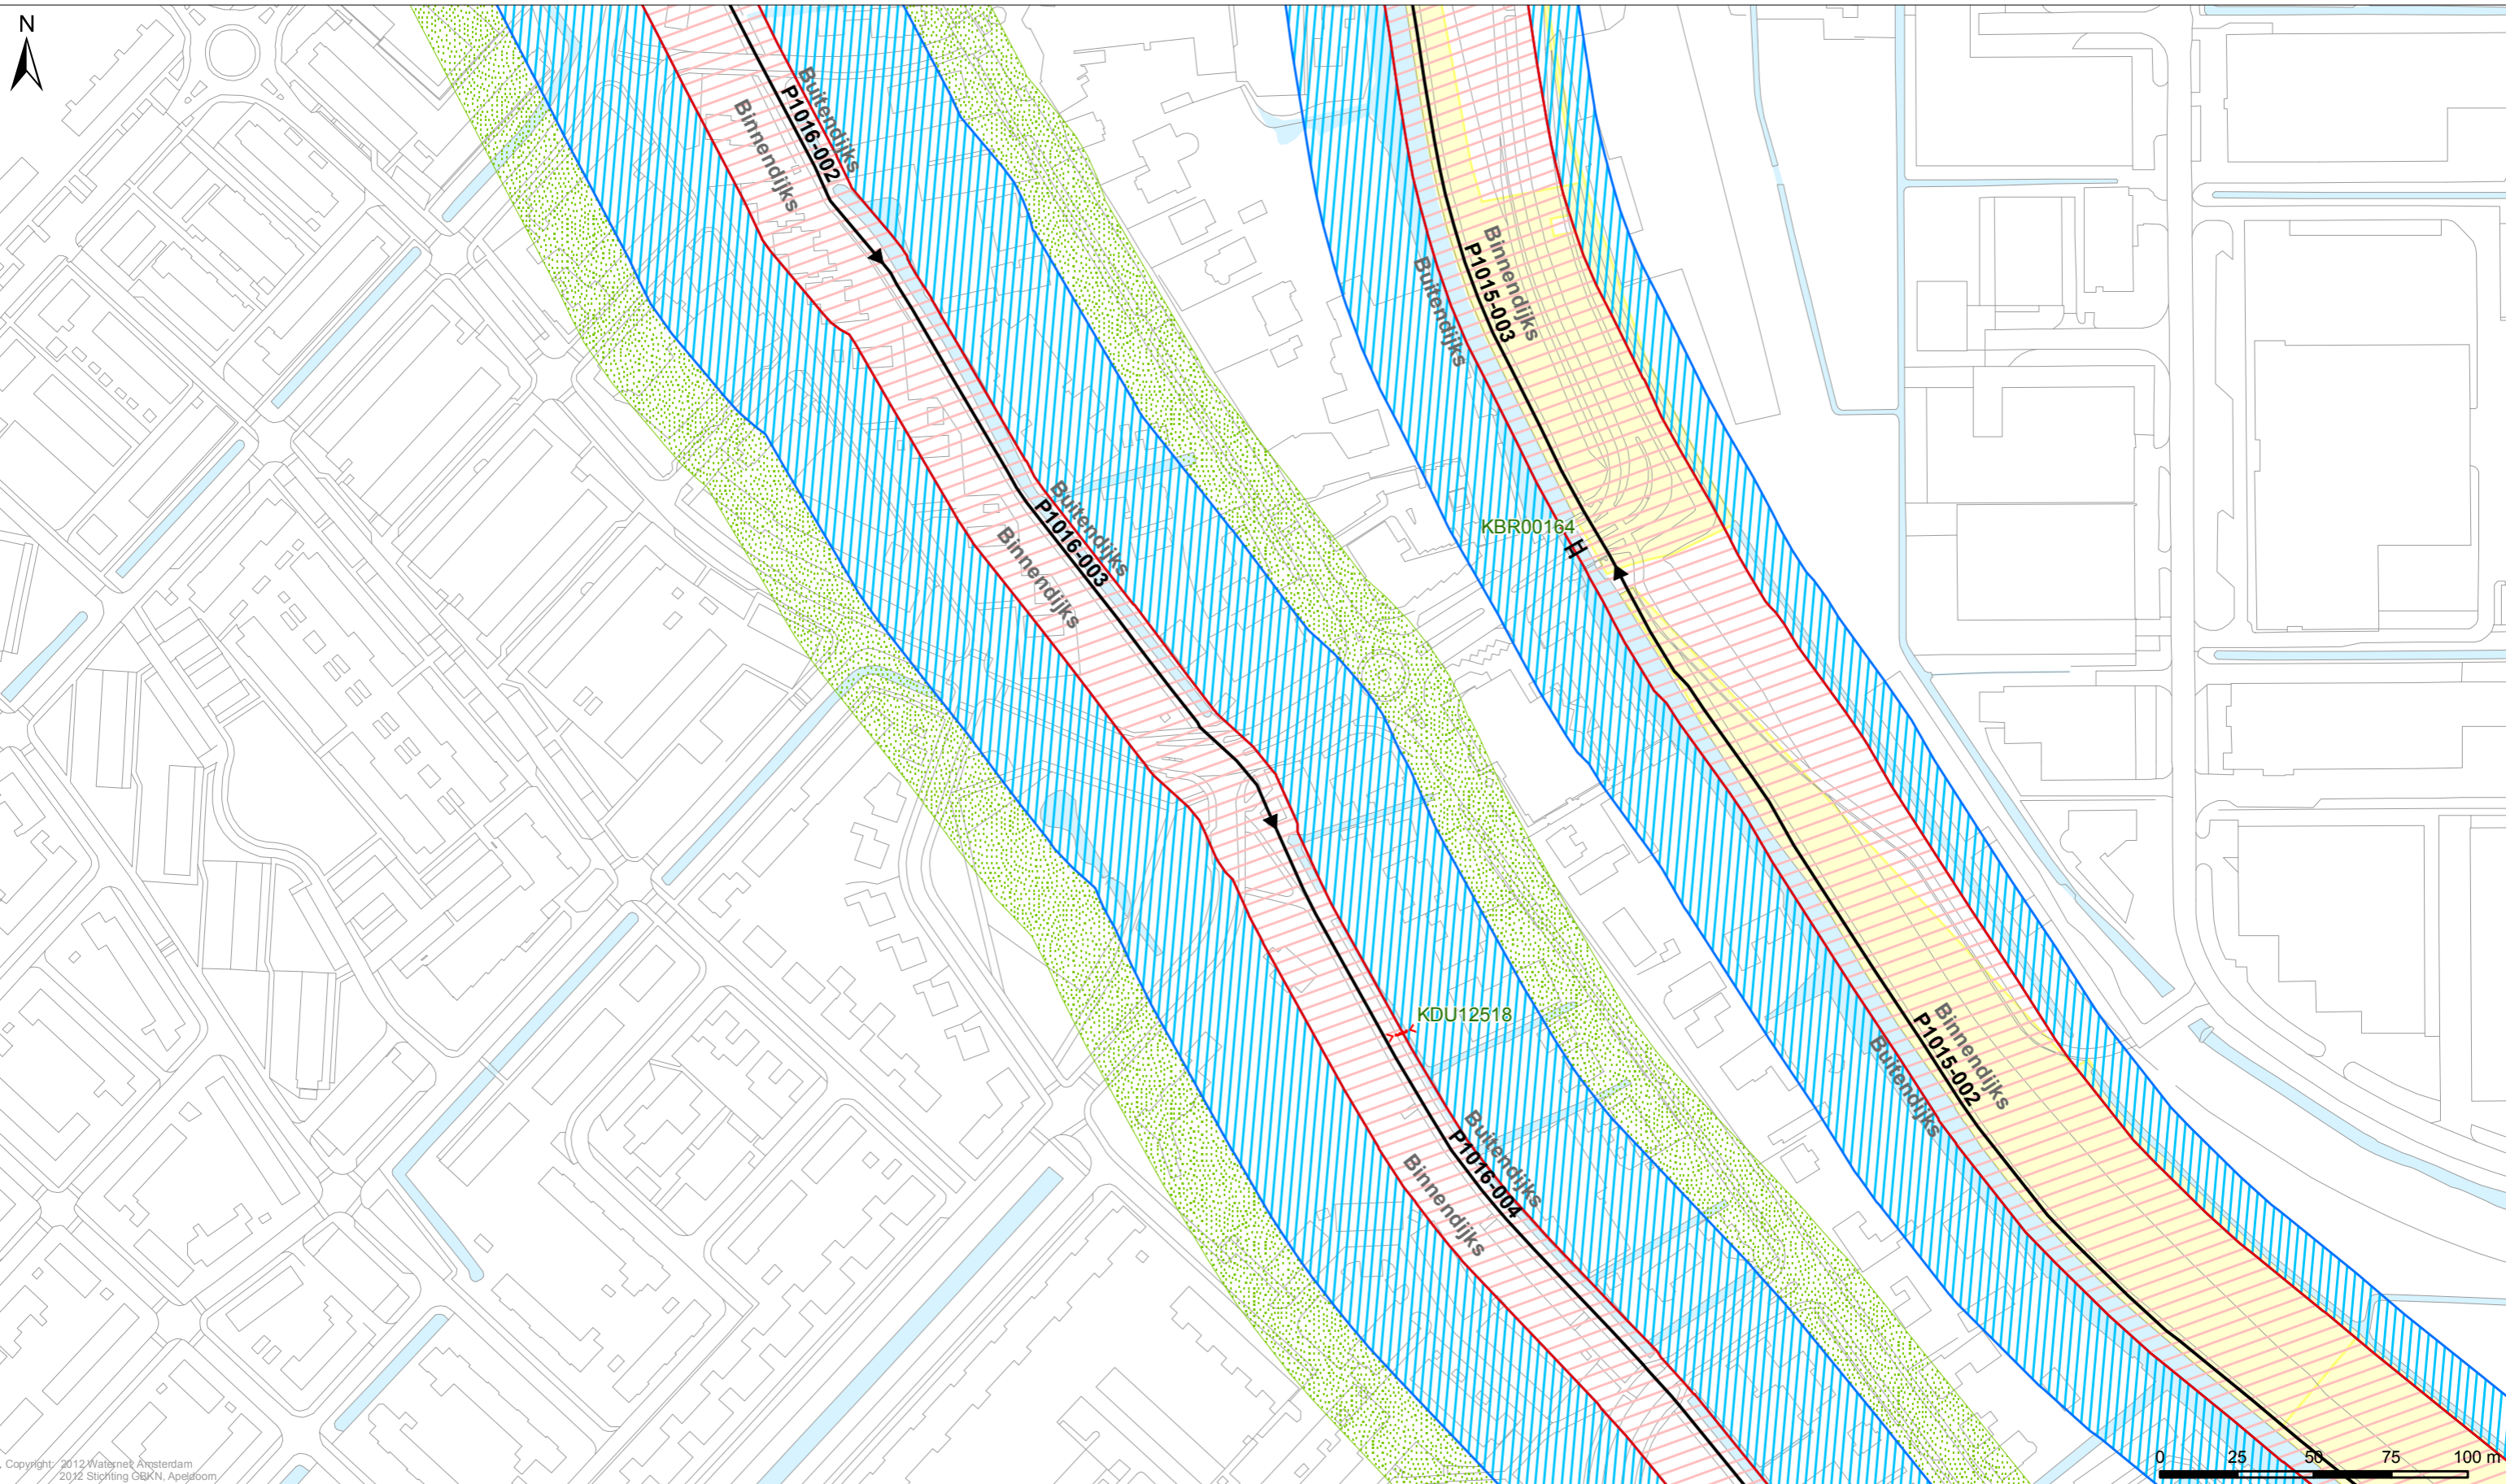 N
Buitendijks
P1016-002
Binnendijks
Binnendijks
P1015-003
Buitendijks
Buitendijks
P1016-003
Binnendijks
KBR00164
KDU12518
Binnendijks
P1015-002
Buitendijks
Buitendijks
P1016-004
Binnendijks
0 25 50 75 100 m
Copyright: 2012 Waternet Amsterdam
2012 Stichting GBKN, Apeldoorn